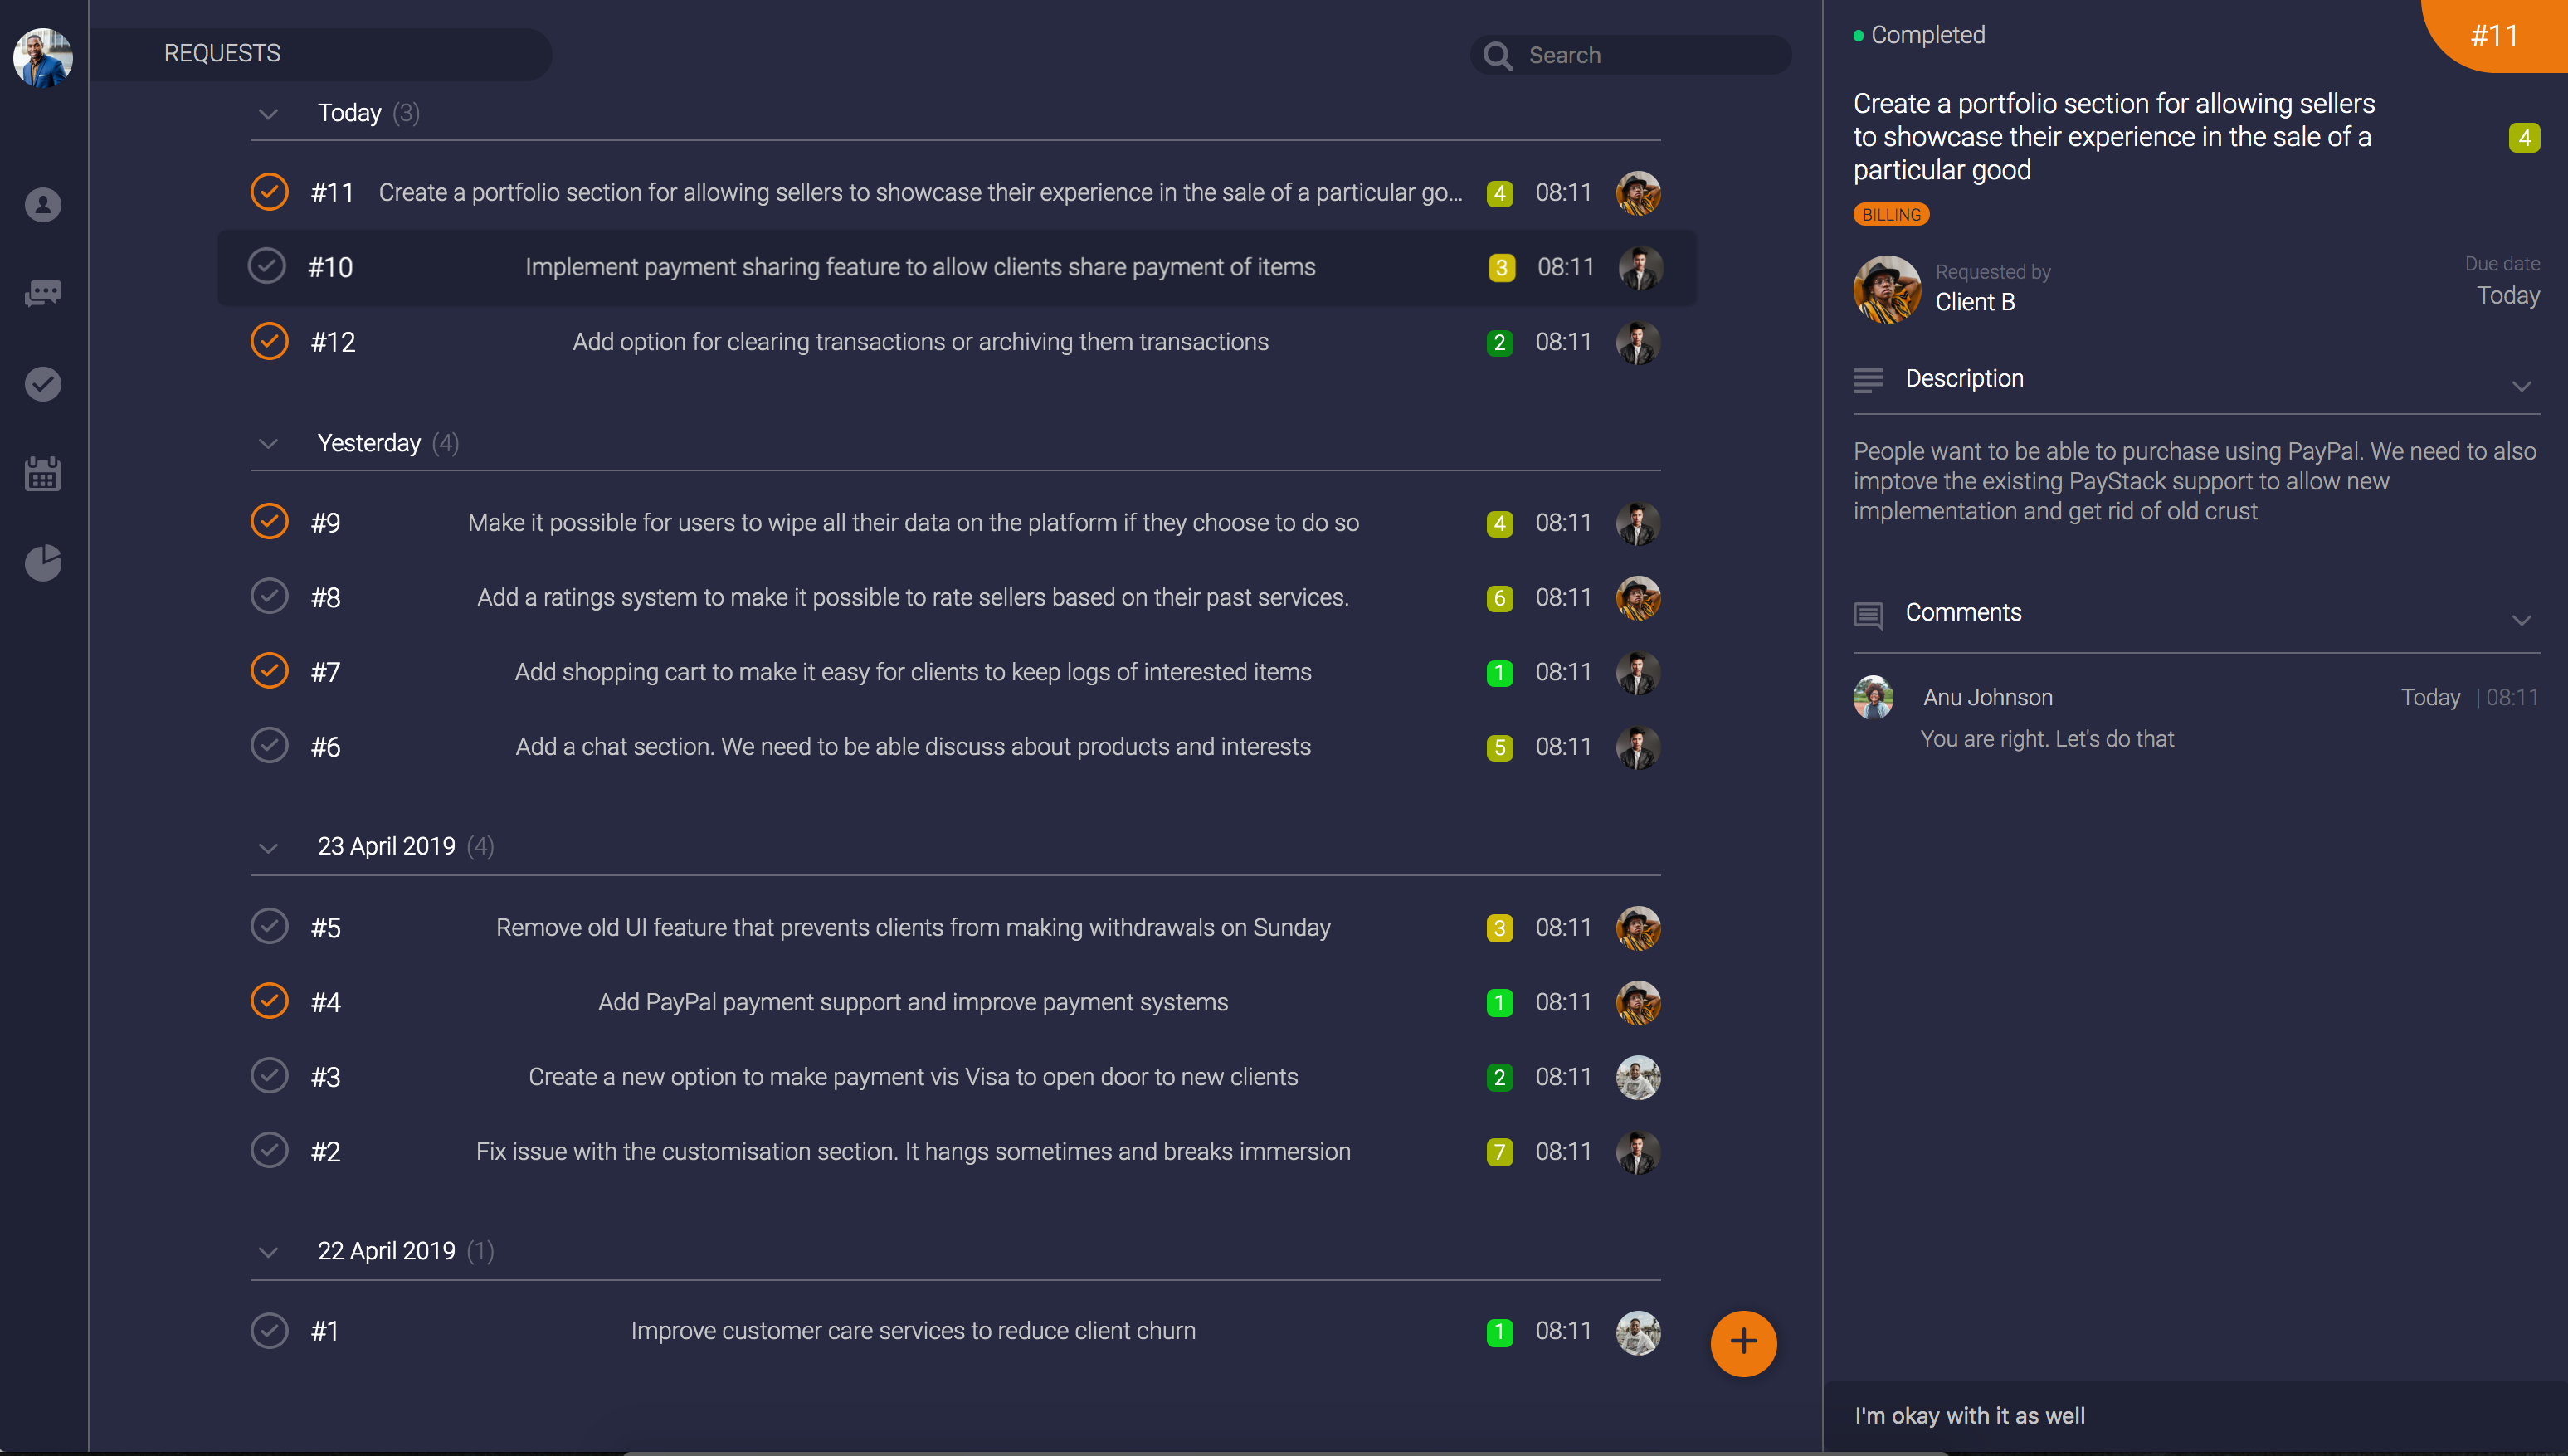 REQUESTS
Search
Today (3)
#11 Create a portfolio section for allowing sellers to showcase their experience in the sale of a particular go... 4 08:11
#10 Implement payment sharing feature to allow clients share payment of items 3 08:11
#12 Add option for clearing transactions or archiving them transactions 2 08:11
Yesterday (4)
#9 Make it possible for users to wipe all their data on the platform if they choose to do so 4 08:11
#8 Add a ratings system to make it possible to rate sellers based on their past services. 6 08:11
#7 Add shopping cart to make it easy for clients to keep logs of interested items 1 08:11
#6 Add a chat section. We need to be able discuss about products and interests 5 08:11
23 April 2019 (4)
#5 Remove old UI feature that prevents clients from making withdrawals on Sunday 3 08:11
#4 Add PayPal payment support and improve payment systems 1 08:11
#3 Create a new option to make payment vis Visa to open door to new clients 2 08:11
#2 Fix issue with the customisation section. It hangs sometimes and breaks immersion 7 08:11
22 April 2019 (1)
#1 Improve customer care services to reduce client churn 1 08:11
Completed
#11
Create a portfolio section for allowing sellers
to showcase their experience in the sale of a
particular good
4
BILLING
Requested by
Client B
Due date
Today
Description
People want to be able to purchase using PayPal. We need to also
imptove the existing PayStack support to allow new
implementation and get rid of old crust
Comments
Anu Johnson Today | 08:11
You are right. Let's do that
I'm okay with it as well